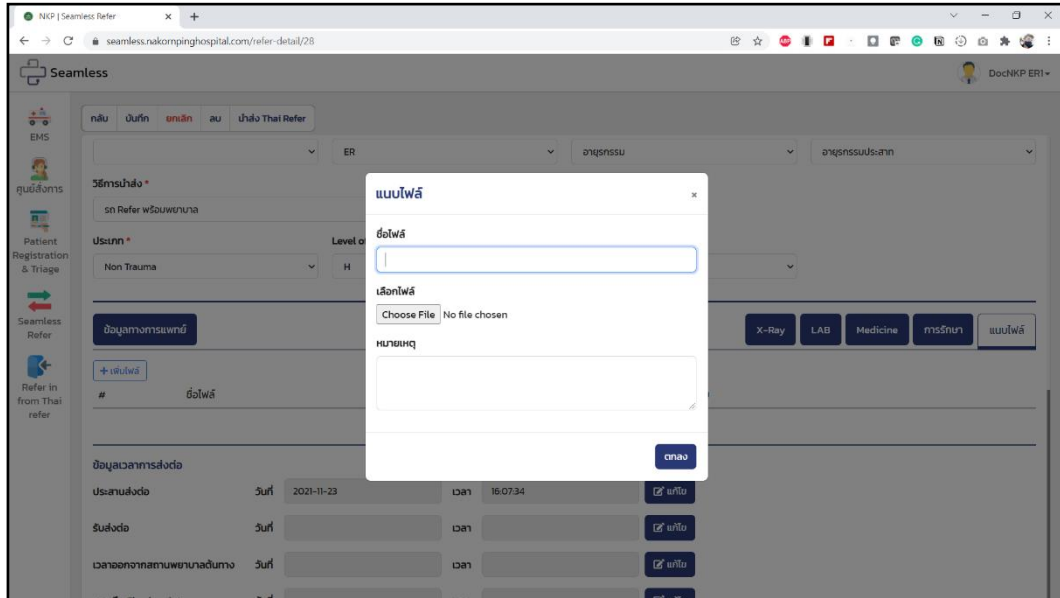 NKP | Seamless Refer
seamless.nakornpinghospital.com/refer-detail/28
Seamless
DocNKP ER1
EMS
ศูนย์สั่งการ
Patient Registration & Triage
Seamless Refer
Refer in from Thai refer
กลับ บันทึก ยกเลิก ลบ นำส่ง Thai Refer
ER อายุรกรรม อายุรกรรมประสาท
วิธีการนำส่ง *
รถ Refer พร้อมพยาบาล
ประเภท * Level o
Non Trauma H
แนบไฟล์ ×
ชื่อไฟล์
เลือกไฟล์
Choose File No file chosen
หมายเหตุ
ตกลง
ข้อมูลทางการแพทย์ X-Ray LAB Medicine การรักษา แนบไฟล์
+ เพิ่มไฟล์
# ชื่อไฟล์
ข้อมูลเวลาการส่งต่อ
ประสานส่งต่อ วันที่ 2021-11-23 เวลา 16:07:34 แก้ไข
รับส่งต่อ วันที่ เวลา แก้ไข
เวลาออกจากสถานพยาบาลต้นทาง วันที่ เวลา แก้ไข